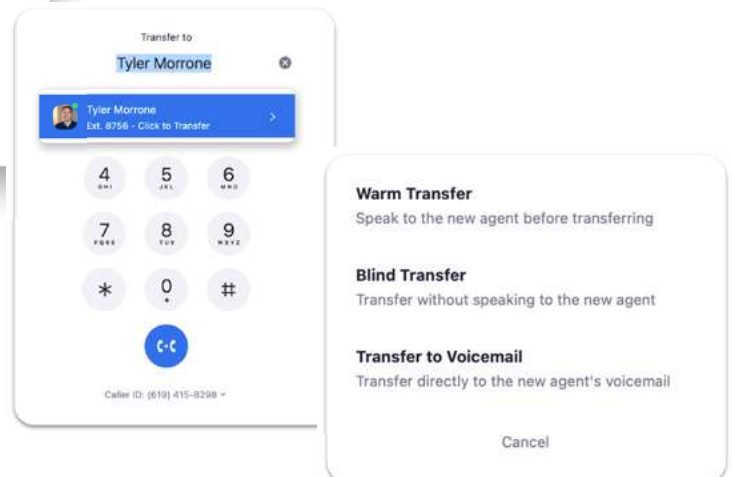 Transfer to
Tyler Morrone
Tyler Morrone
Ext. 8756 - Click to Transfer
4 5 6
GHI JKL MNO
7 8 9
PQRS TUV WXYZ
* 0 #
+
Caller ID: (619) 415-8298
Warm Transfer
Speak to the new agent before transferring
Blind Transfer
Transfer without speaking to the new agent
Transfer to Voicemail
Transfer directly to the new agent's voicemail
Cancel